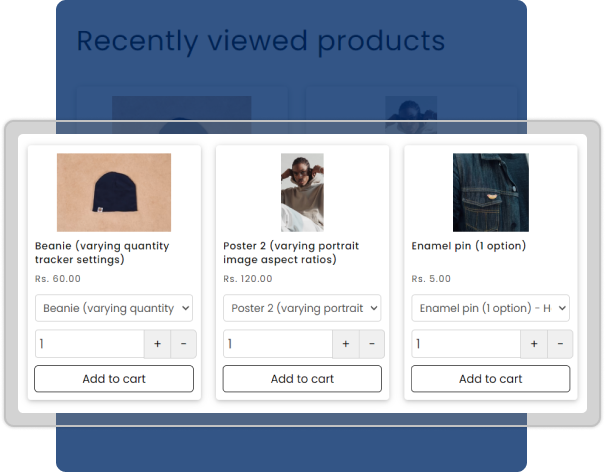 Recently viewed products
Beanie (varying quantity
tracker settings)
Rs. 60.00
Beanie (varying quantity
1
+
-
Add to cart
Poster 2 (varying portrait
image aspect ratios)
Rs. 120.00
Poster 2 (varying portrait
1
+
-
Add to cart
Enamel pin (1 option)
Rs. 5.00
Enamel pin (1 option) - H
1
+
-
Add to cart